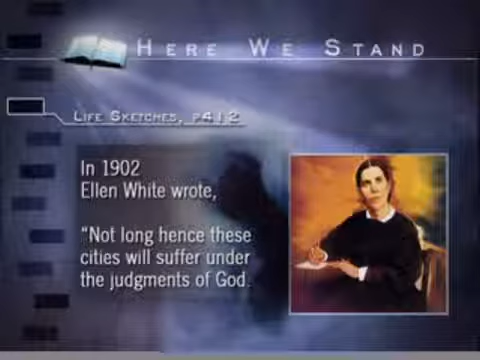 HERE WE STAND
LIFE SKETCHES, P412
In 1902
Ellen White wrote,
"Not long hence these
cities will suffer under
the judgments of God.